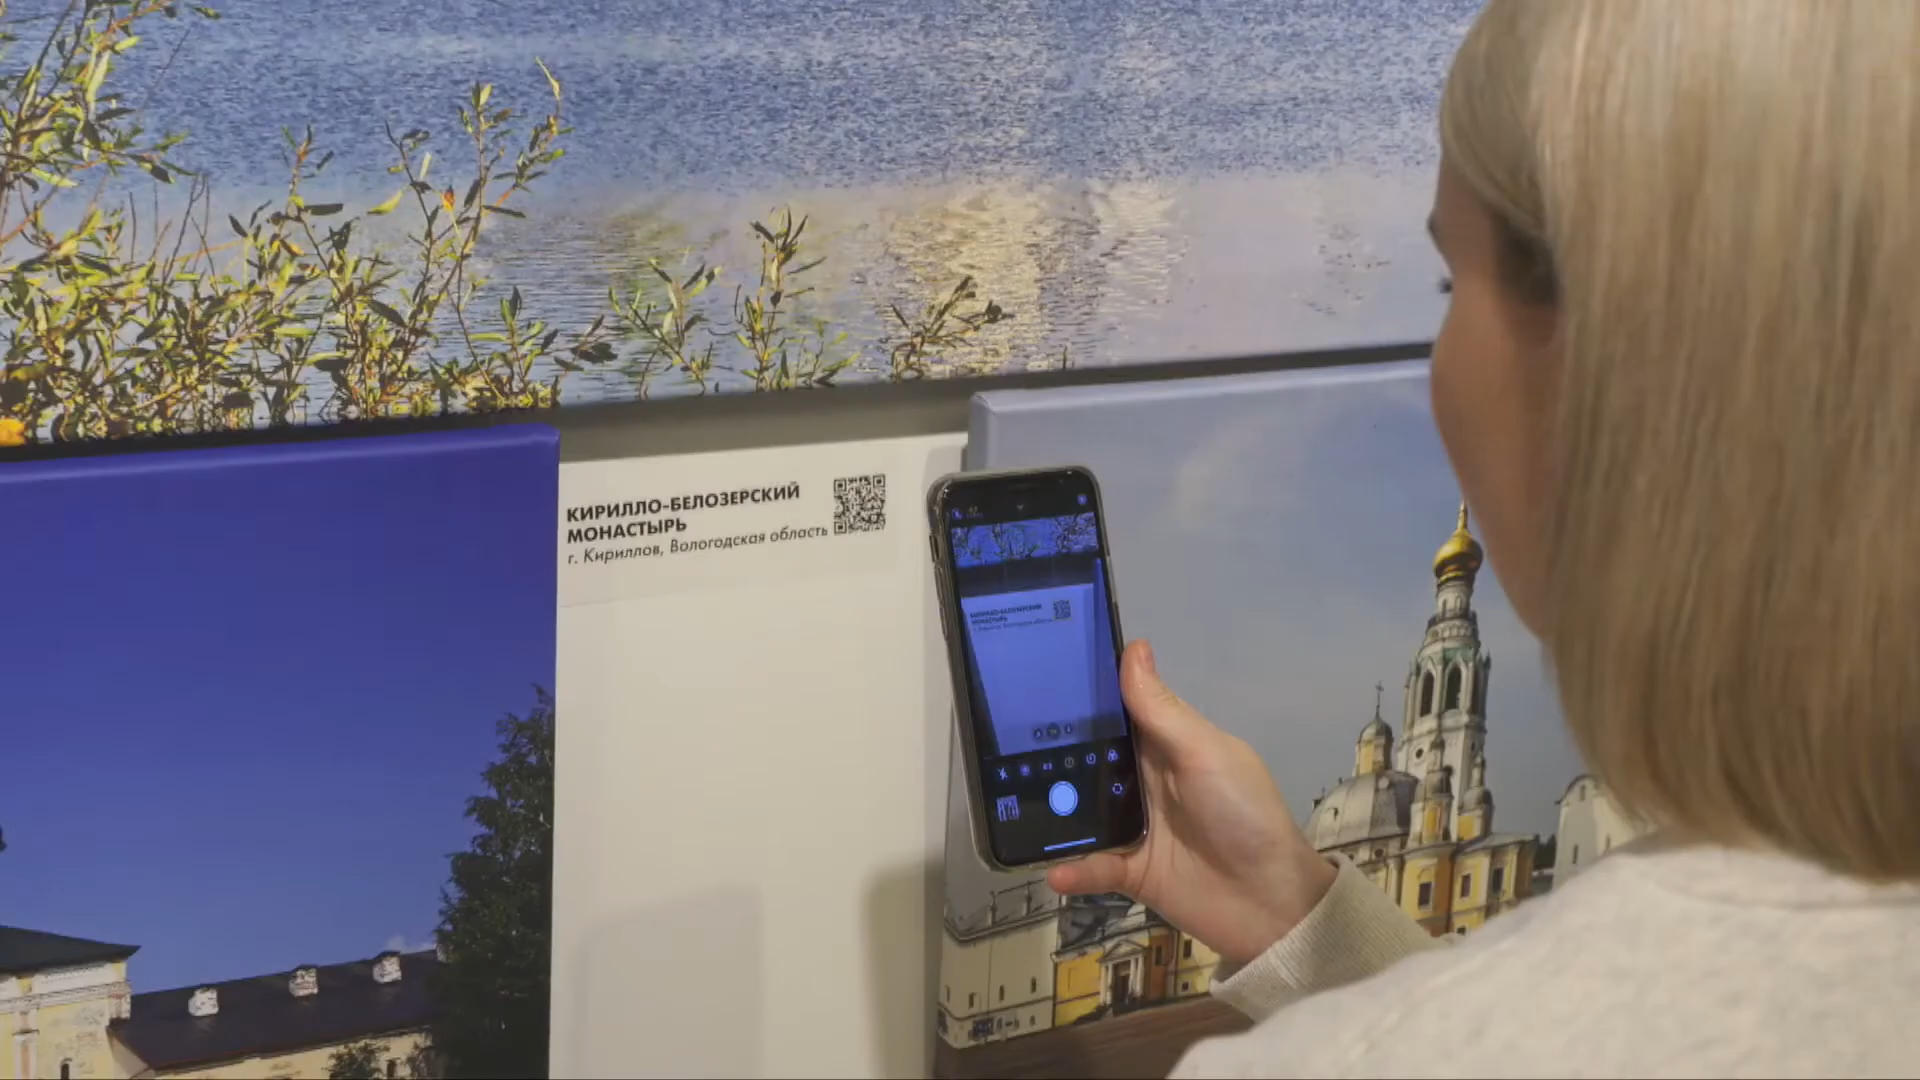 КИРИЛЛО-БЕЛОЗЕРСКИЙ
МОНАСТЫРЬ
г. Кириллов, Вологодская область